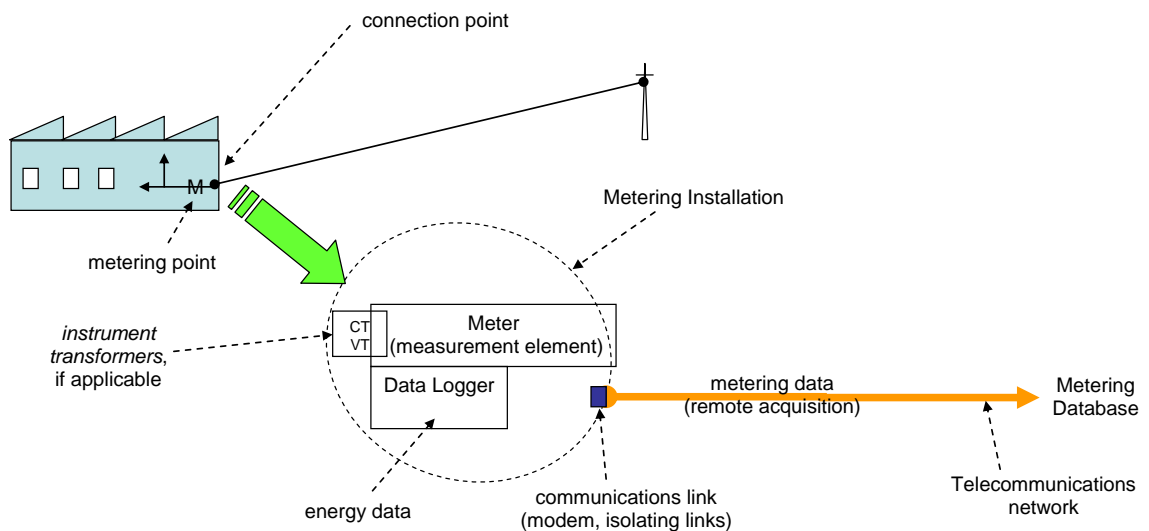 connection point
M
Metering Installation
metering point
instrument
transformers,
if applicable
CT
VT
Meter
(measurement element)
Data Logger
metering data
(remote acquisition)
Metering
Database
energy data
communications link
(modem, isolating links)
Telecommunications
network